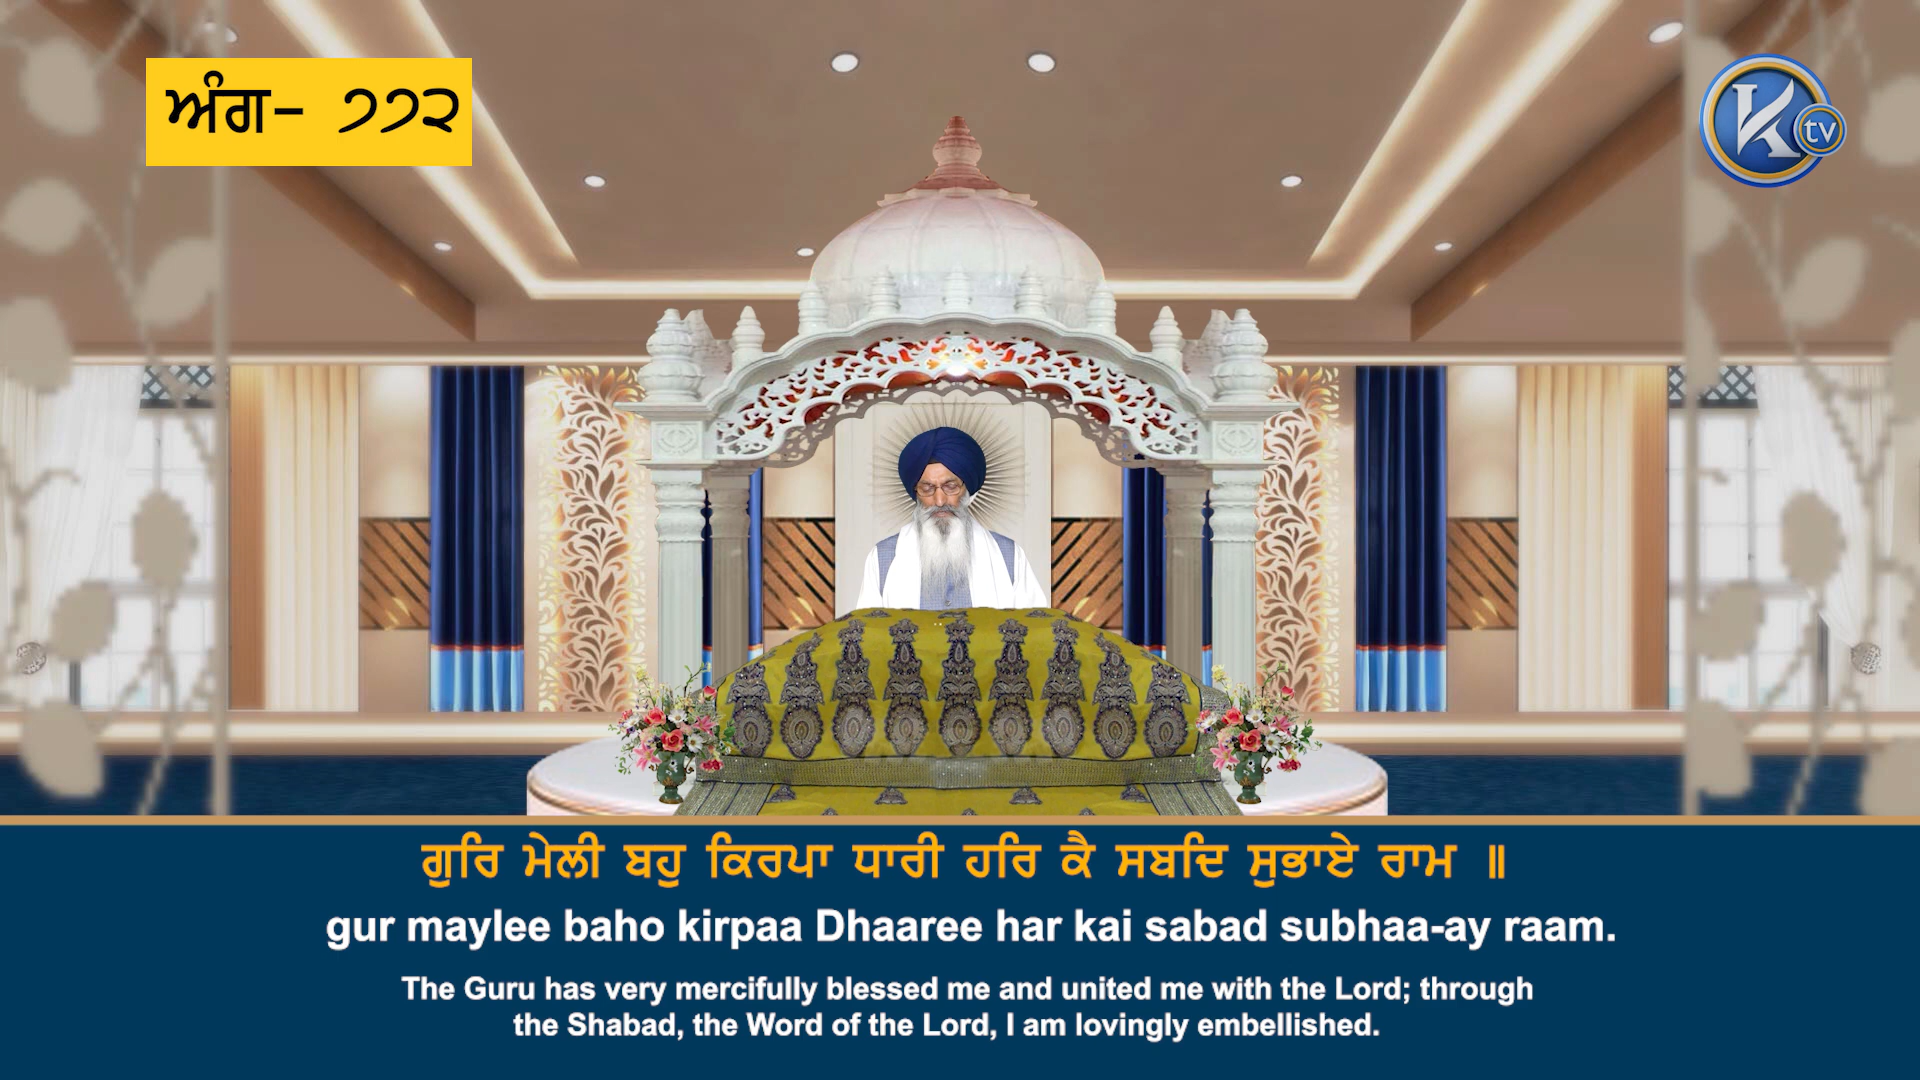 ਅੰਗ- ੭੭੨
K tv
ਗੁਰਿ ਮੇਲੀ ਬਹੁ ਕਿਰਪਾ ਧਾਰੀ ਹਰਿ ਕੈ ਸਬਦਿ ਸੁਭਾਏ ਰਾਮ ॥
gur maylee baho kirpaa Dhaaree har kai sabad subhaa-ay raam.
The Guru has very mercifully blessed me and united me with the Lord; through
the Shabad, the Word of the Lord, I am lovingly embellished.